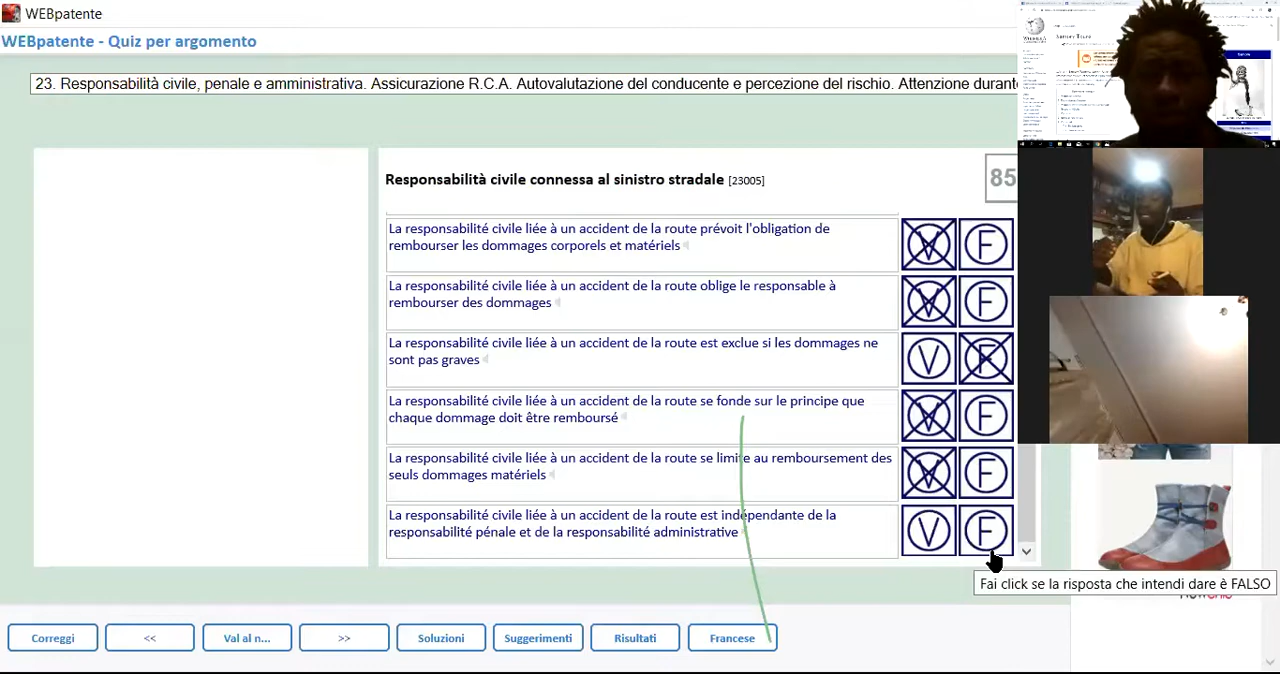 WEBpatente
WEBpatente - Quiz per argomento
23. Responsabilità civile, penale e amministrativa. Assicurazione r.c.a. Autocontrollo del conducente e percezione del rischio. Attenzione durant
Responsabilità civile connessa al sinistro stradale [23005]
85
La responsabilité civile liée à un accident de la route prévoit l'obligation de
rembourser les dommages corporels et matériels
V F
La responsabilité civile liée à un accident de la route oblige le responsable à
rembourser des dommages
V F
La responsabilité civile liée à un accident de la route est exclue si les dommages ne
sont pas graves
V F
La responsabilité civile liée à un accident de la route se fonde sur le principe que
chaque dommage doit être remboursé
V F
La responsabilité civile liée à un accident de la route se limite au remboursement des
seuls dommages matériels
V F
La responsabilité civile liée à un accident de la route est indépendante de la
responsabilité pénale et de la responsabilité administrative
V F
Fai click se la risposta che intendi dare è FALSO
Correggi
<<
Val al n...
>>
Soluzioni
Suggerimenti
Risultati
Francese